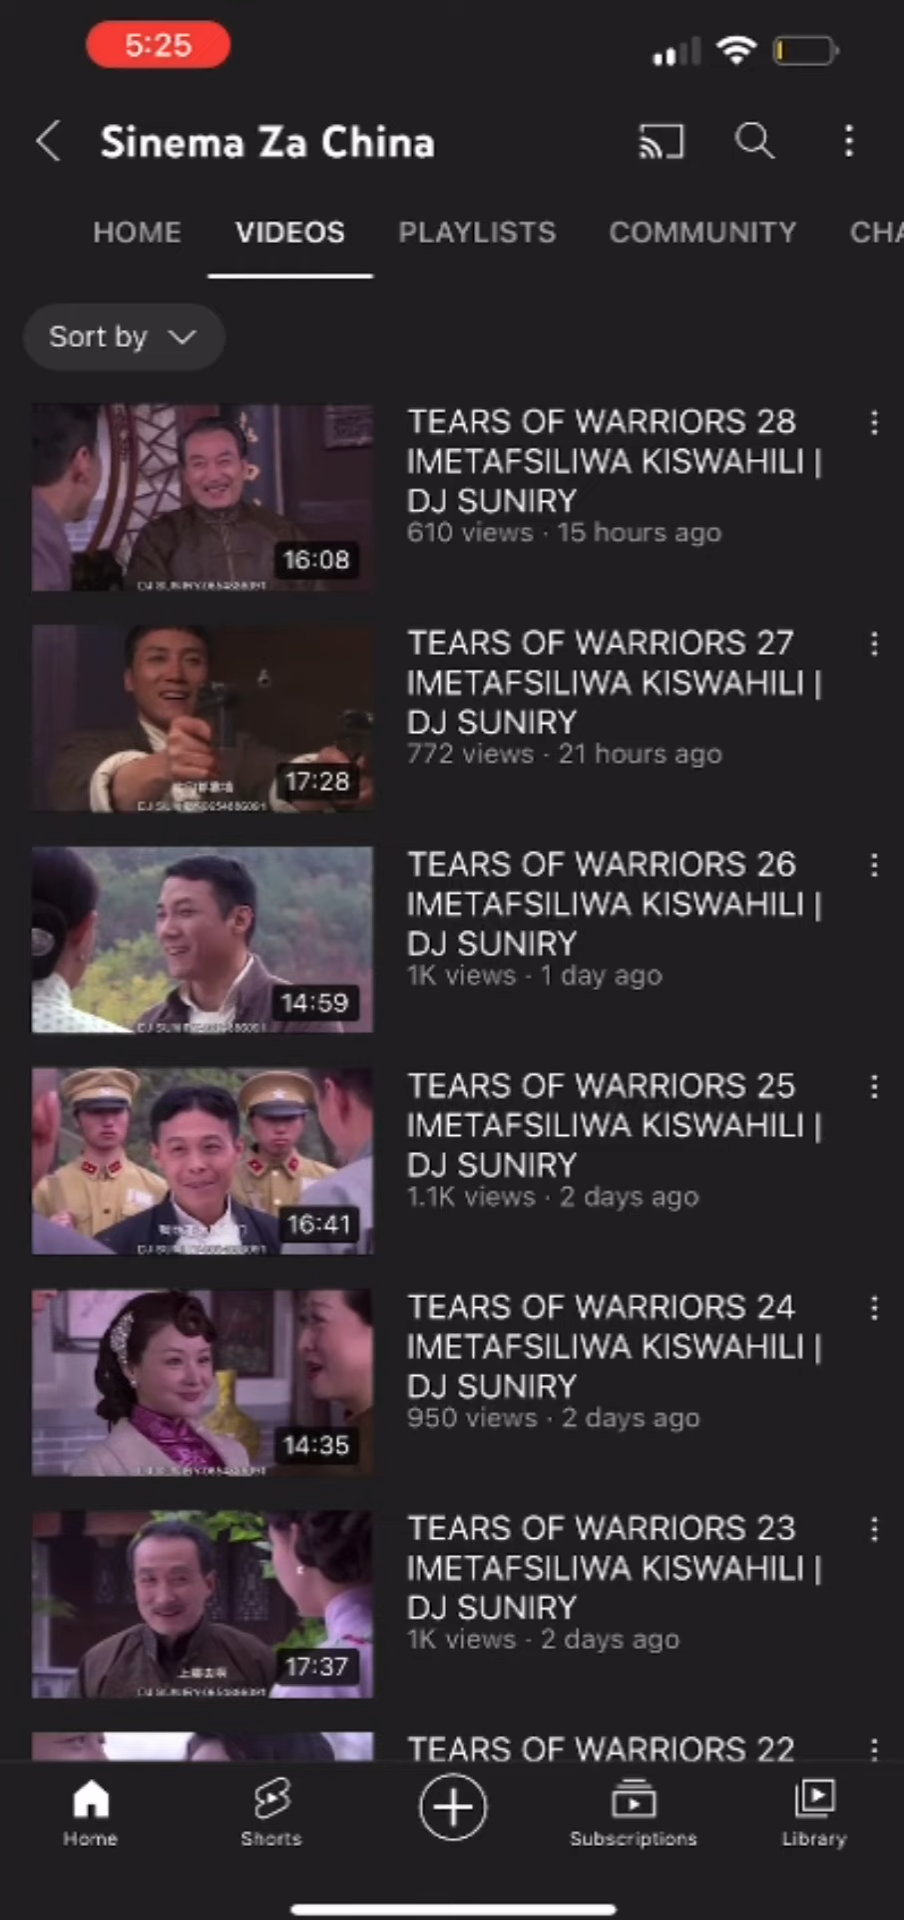 5:25
Sinema Za China
HOME VIDEOS PLAYLISTS COMMUNITY CHA
Sort by
TEARS OF WARRIORS 28
IMETAFSILIWA KISWAHILI |
DJ SUNIRY
610 views · 15 hours ago
16:08
TEARS OF WARRIORS 27
IMETAFSILIWA KISWAHILI |
DJ SUNIRY
772 views · 21 hours ago
17:28
TEARS OF WARRIORS 26
IMETAFSILIWA KISWAHILI |
DJ SUNIRY
1K views · 1 day ago
14:59
TEARS OF WARRIORS 25
IMETAFSILIWA KISWAHILI |
DJ SUNIRY
1.1K views · 2 days ago
16:41
TEARS OF WARRIORS 24
IMETAFSILIWA KISWAHILI |
DJ SUNIRY
950 views · 2 days ago
14:35
TEARS OF WARRIORS 23
IMETAFSILIWA KISWAHILI |
DJ SUNIRY
1K views · 2 days ago
17:37
TEARS OF WARRIORS 22
Home Shorts Subscriptions Library